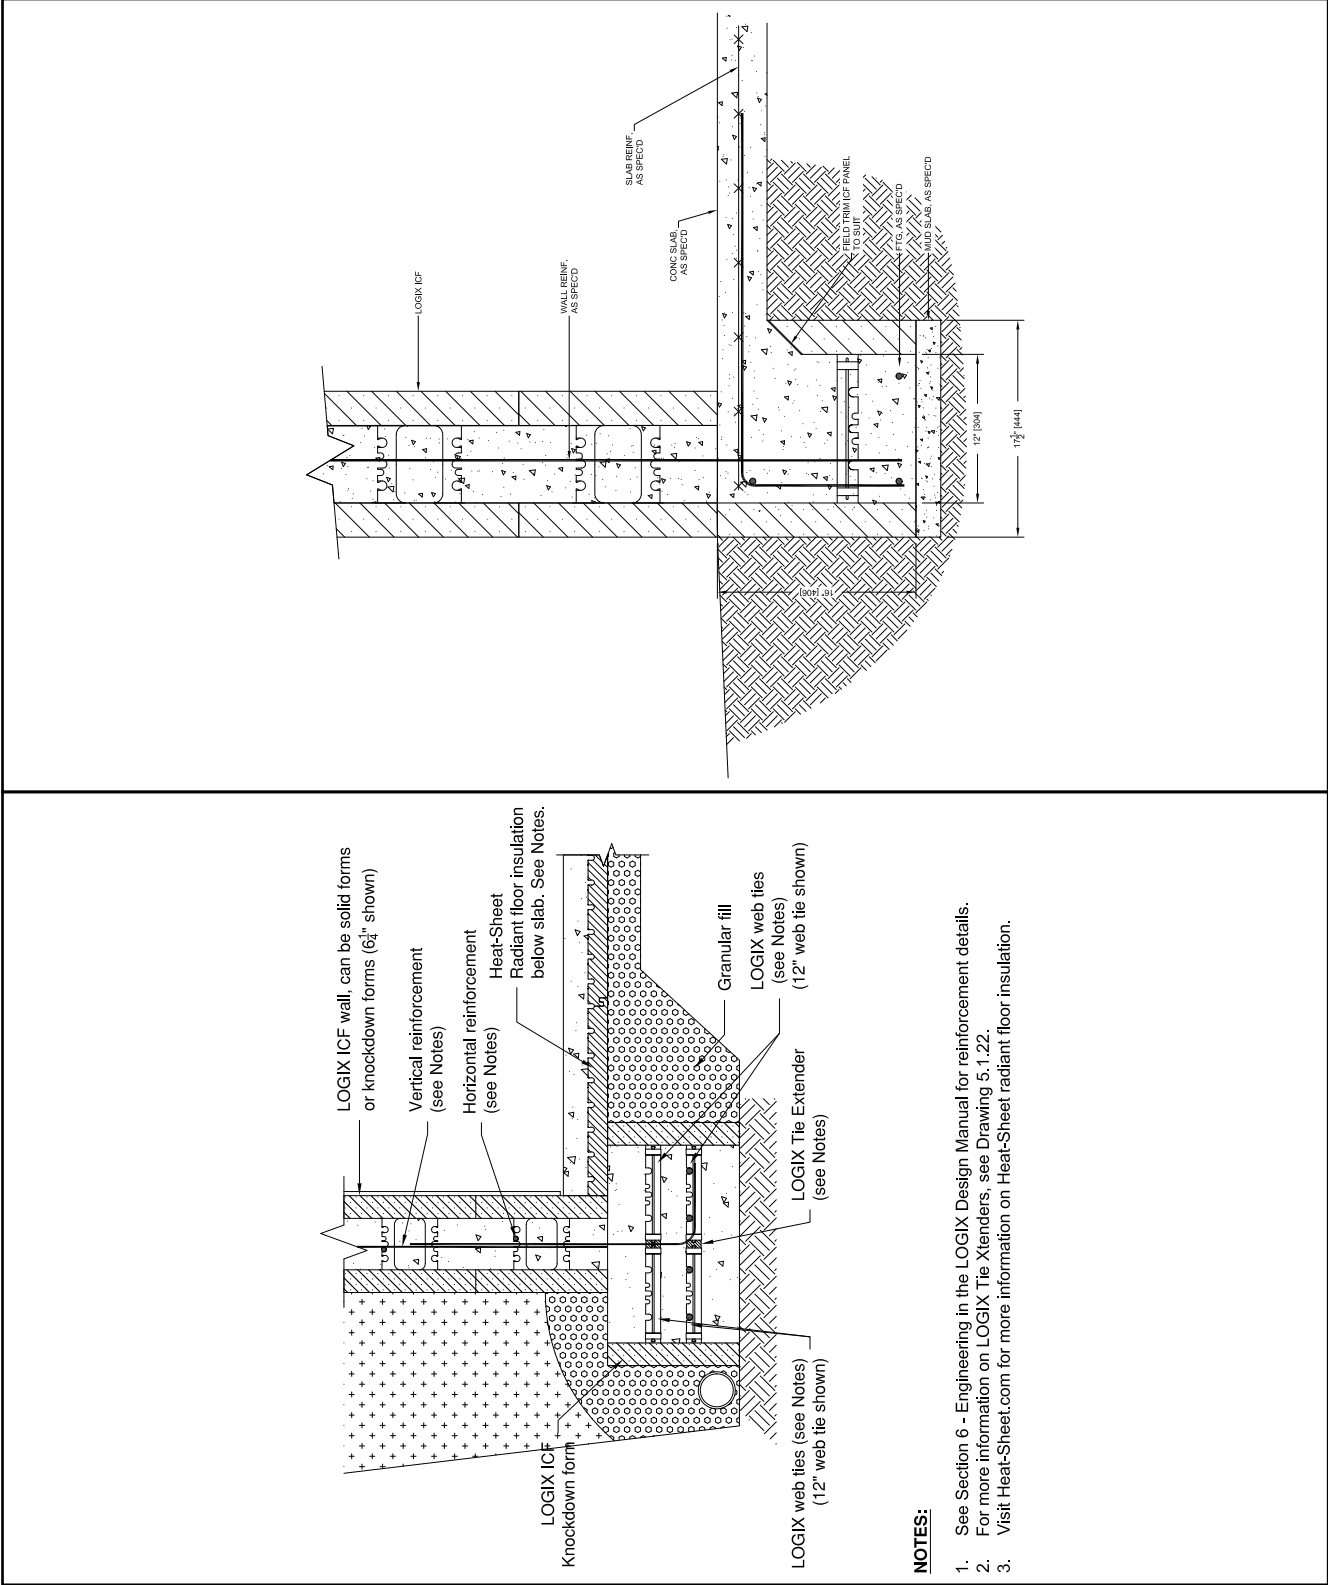 LOGIX ICF
WALL REINF,
AS SPEC'D
CONC SLAB,
AS SPEC'D
SLAB REINF,
AS SPEC'D
FIELD TRIM ICF PANEL
TO SUIT
FTG, AS SPEC'D
MUD SLAB, AS SPEC'D
16" [406]
12" [304]
17 1/2" [444]
LOGIX ICF wall, can be solid forms
or knockdown forms (6 1/4" shown)
Vertical reinforcement
(see Notes)
Horizontal reinforcement
(see Notes)
Heat-Sheet
Radiant floor insulation
below slab. See Notes.
Granular fill
LOGIX web ties
(see Notes)
(12" web tie shown)
LOGIX Tie Extender
(see Notes)
LOGIX ICF
Knockdown form
LOGIX web ties (see Notes)
(12" web tie shown)
NOTES:
1. See Section 6 - Engineering in the LOGIX Design Manual for reinforcement details.
2. For more information on LOGIX Tie Xtenders, see Drawing 5.1.22.
3. Visit Heat-Sheet.com for more information on Heat-Sheet radiant floor insulation.